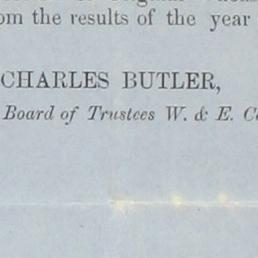 om the results of the year
CHARLES BUTLER,
Board of Trustees W. & E. C